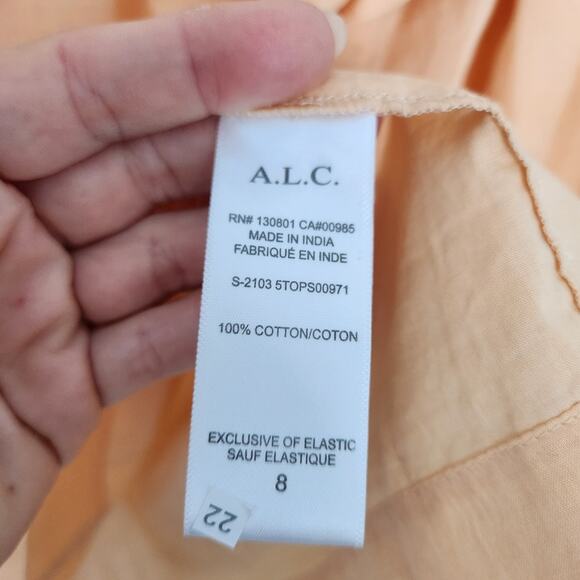 A.L.C.
RN# 130801 CA#00985
MADE IN INDIA
FABRIQUÉ EN INDE
S-2103 5TOPS00971
100% COTTON/COTON
EXCLUSIVE OF ELASTIC
SAUF ELASTIQUE
8
22